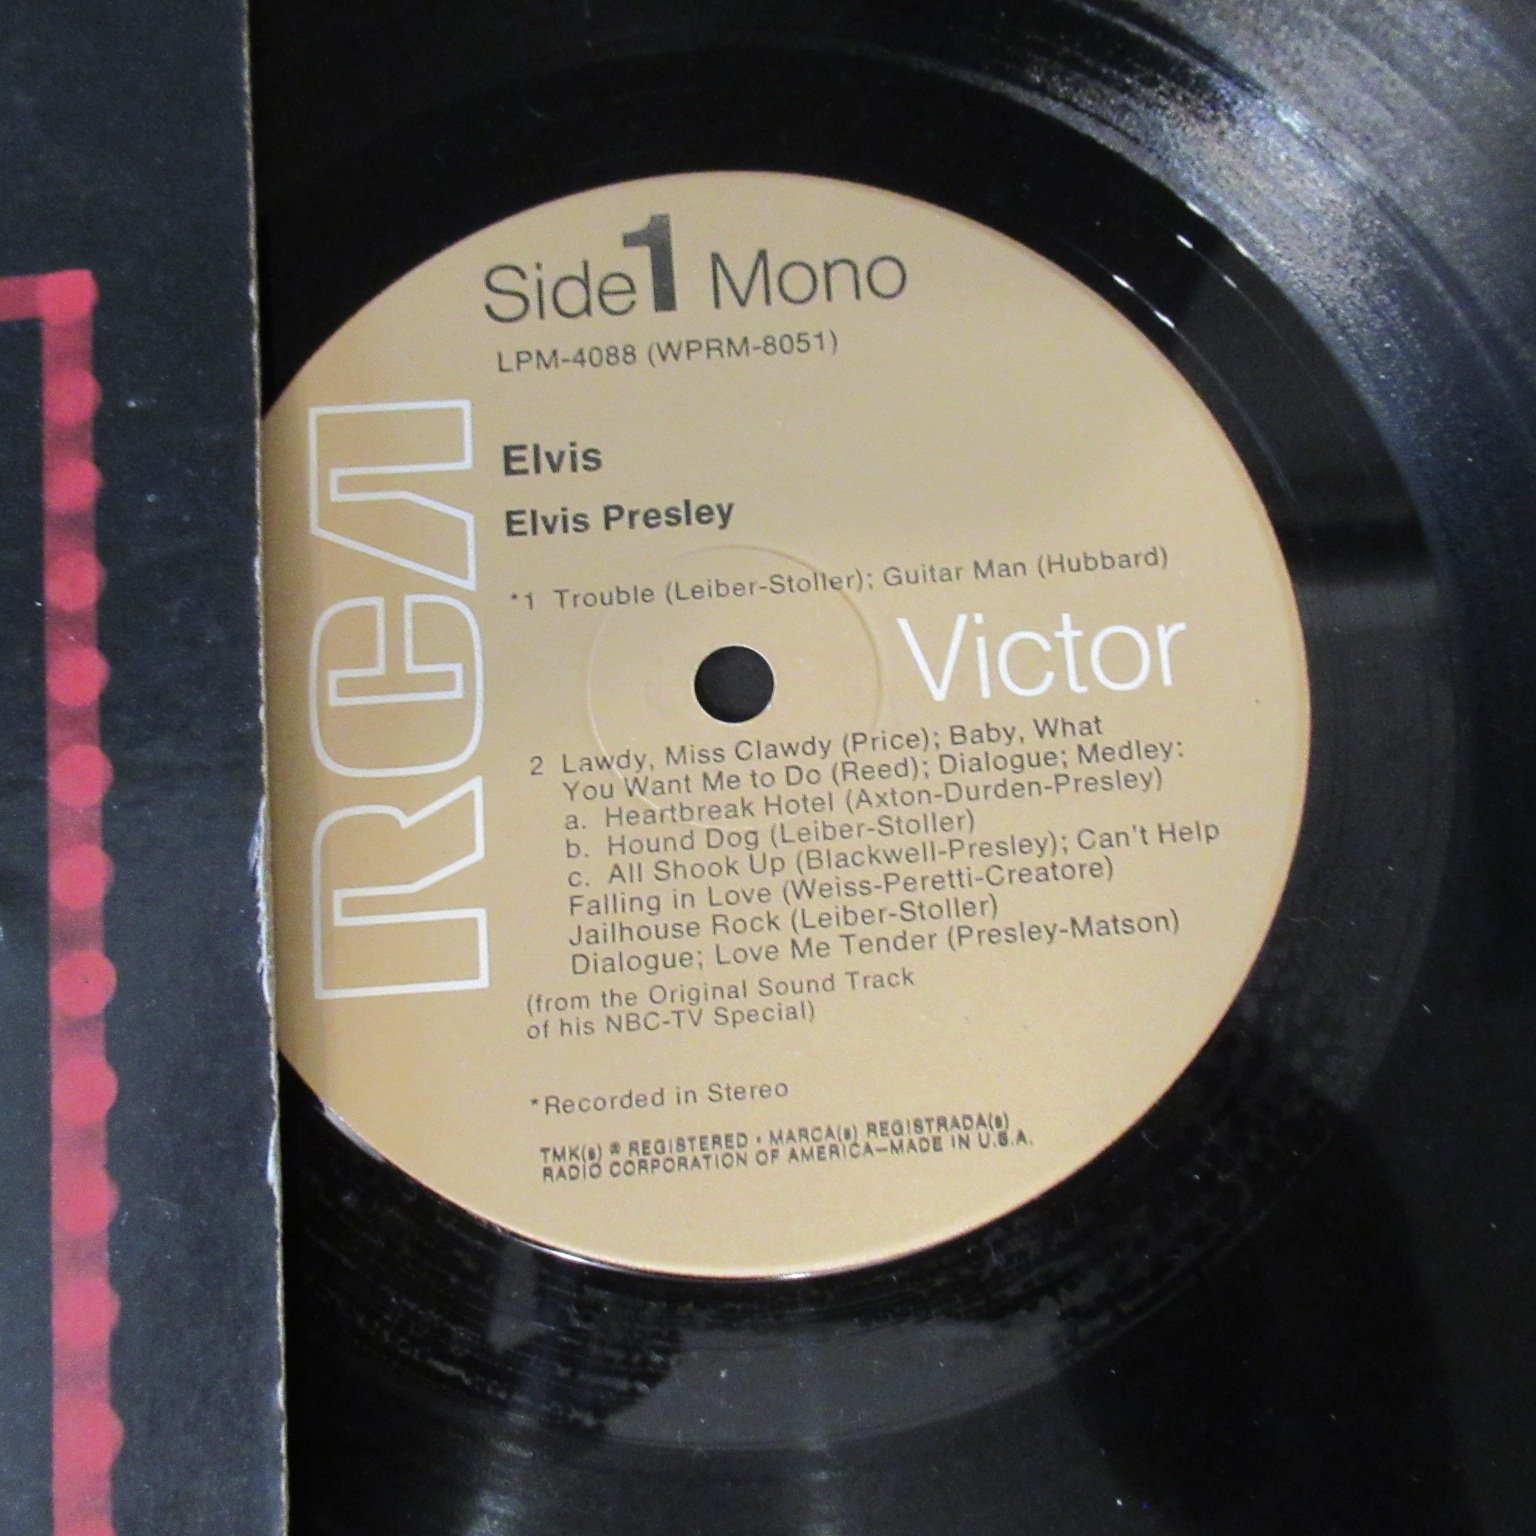 Side 1 Mono
LPM-4088 (WPRM-8051)
RCA
Elvis
Elvis Presley
*1 Trouble (Leiber-Stoller); Guitar Man (Hubbard)
Victor
2 Lawdy, Miss Clawdy (Price); Baby, What
You Want Me to Do (Reed); Dialogue; Medley:
a. Heartbreak Hotel (Axton-Durden-Presley)
b. Hound Dog (Leiber-Stoller)
c. All Shook Up (Blackwell-Presley); Can't Help
Falling in Love (Weiss-Peretti-Creatore)
Jailhouse Rock (Leiber-Stoller)
Dialogue; Love Me Tender (Presley-Matson)
(from the Original Sound Track
of his NBC-TV Special)
*Recorded in Stereo
TMK(s) ® REGISTERED • MARCA(s) REGISTRADA(s)
RADIO CORPORATION OF AMERICA—MADE IN U.S.A.